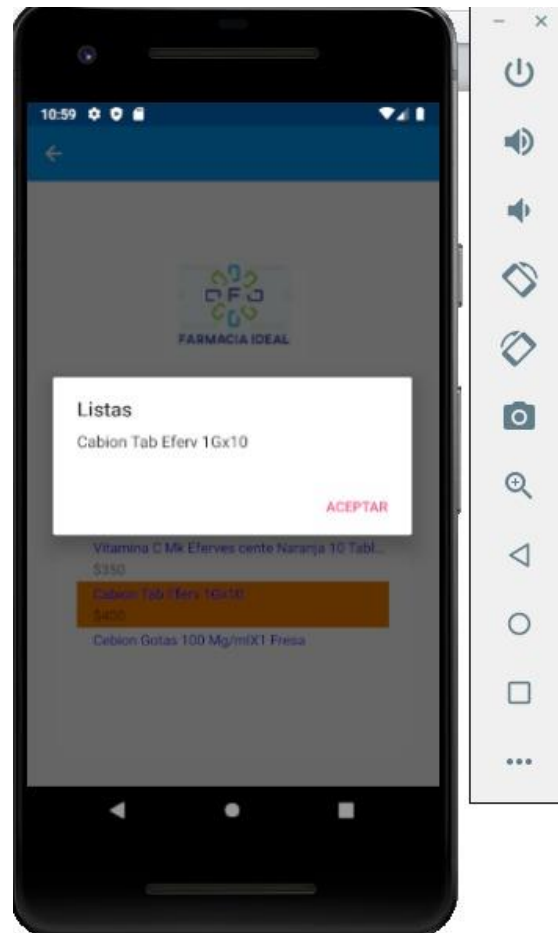 10:59
FARMACIA IDEAL
Listas
Cabion Tab Eferv 1Gx10
ACEPTAR
Vitamina C Mk Eferves cente Naranja 10 Tabl...
$350
Cabion Tab Eferv 1Gx10
$400
Cebion Gotas 100 Mg/mlX1 Fresa